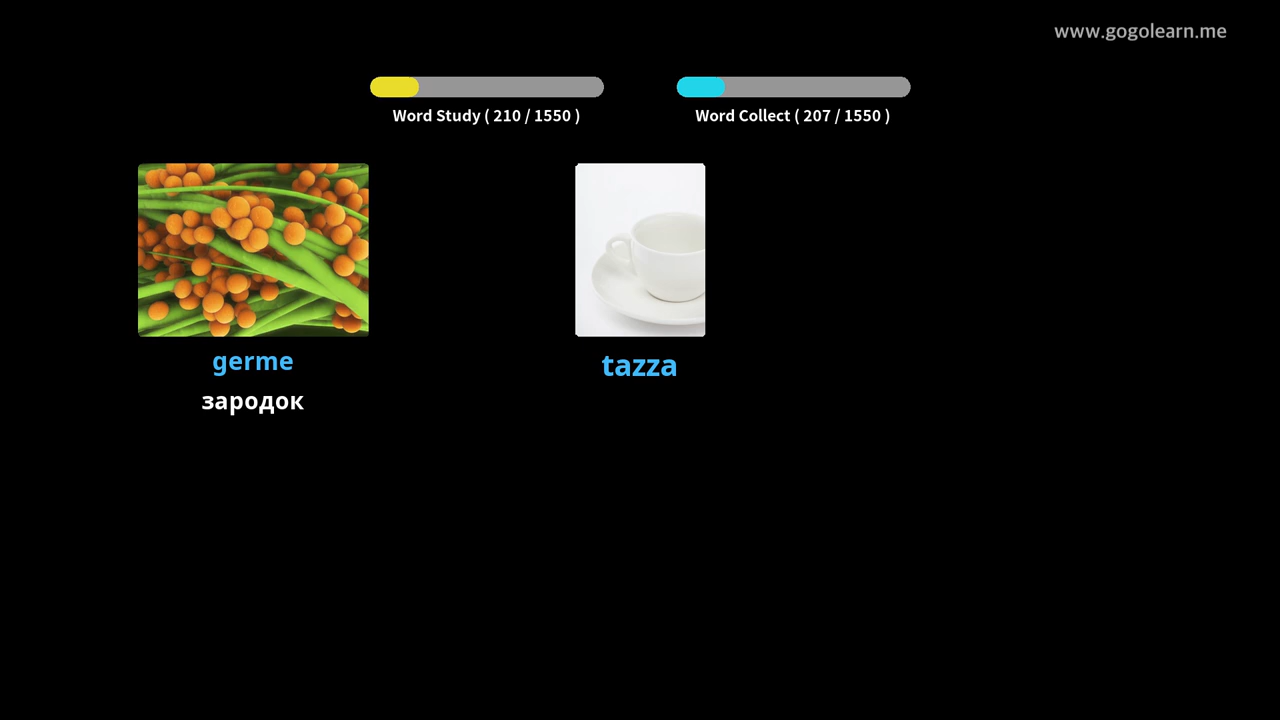 www.gogolearn.me
Word Study ( 210 / 1550 )
Word Collect ( 207 / 1550 )
germe
зародок
tazza